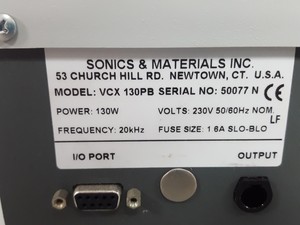 SONICS & MATERIALS INC.
53 CHURCH HILL RD. NEWTOWN, CT. U.S.A.
MODEL: VCX 130PB SERIAL NO: 50077 N CE
POWER: 130W VOLTS: 230V 50/60Hz NOM.
LF
FREQUENCY: 20kHz FUSE SIZE: 1.6A SLO-BLO
I/O PORT OUTPUT